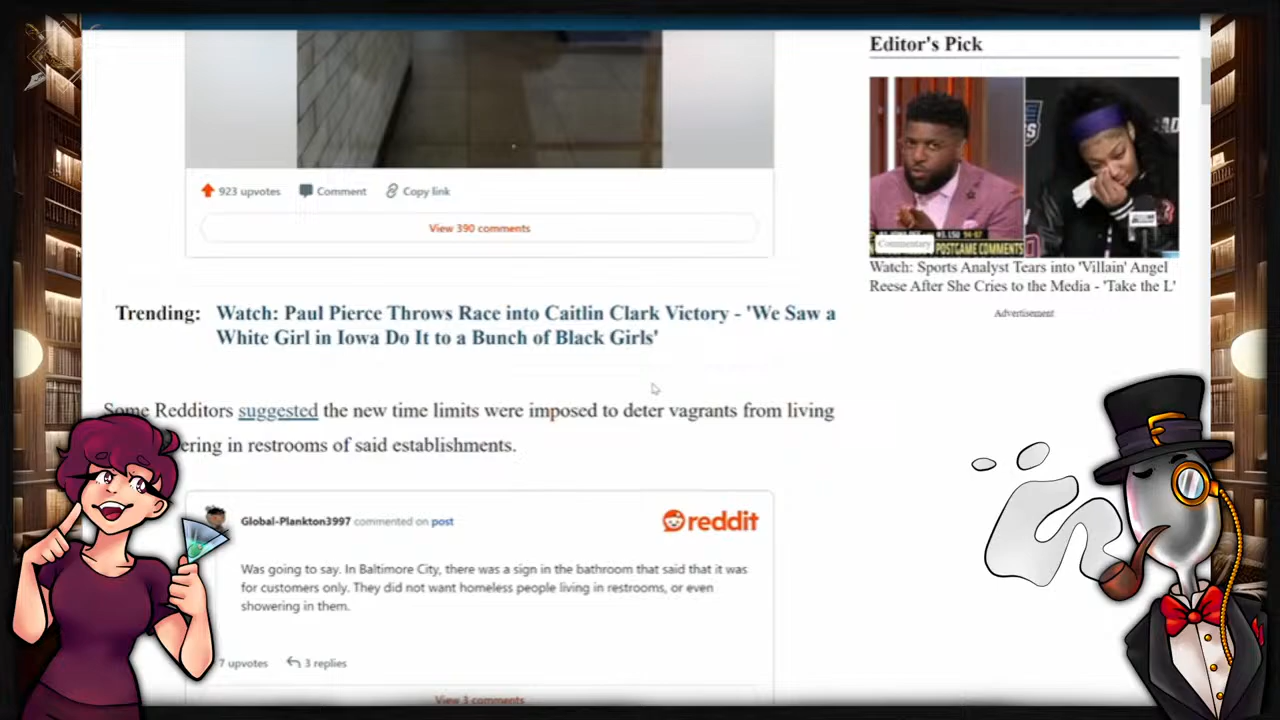 Editor's Pick
923 upvotes Comment Copy link
View 390 comments
Commentary
POSTGAME COMMENTS
Watch: Sports Analyst Tears into 'Villain' Angel
Reese After She Cries to the Media - 'Take the L'
Advertisement
Trending: Watch: Paul Pierce Throws Race into Caitlin Clark Victory - 'We Saw a
White Girl in Iowa Do It to a Bunch of Black Girls'
Some Redditors suggested the new time limits were imposed to deter vagrants from living
ering in restrooms of said establishments.
Global-Plankton3997 commented on post
reddit
Was going to say. In Baltimore City, there was a sign in the bathroom that said that it was
for customers only. They did not want homeless people living in restrooms, or even
showering in them.
7 upvotes 3 replies
View 3 comments